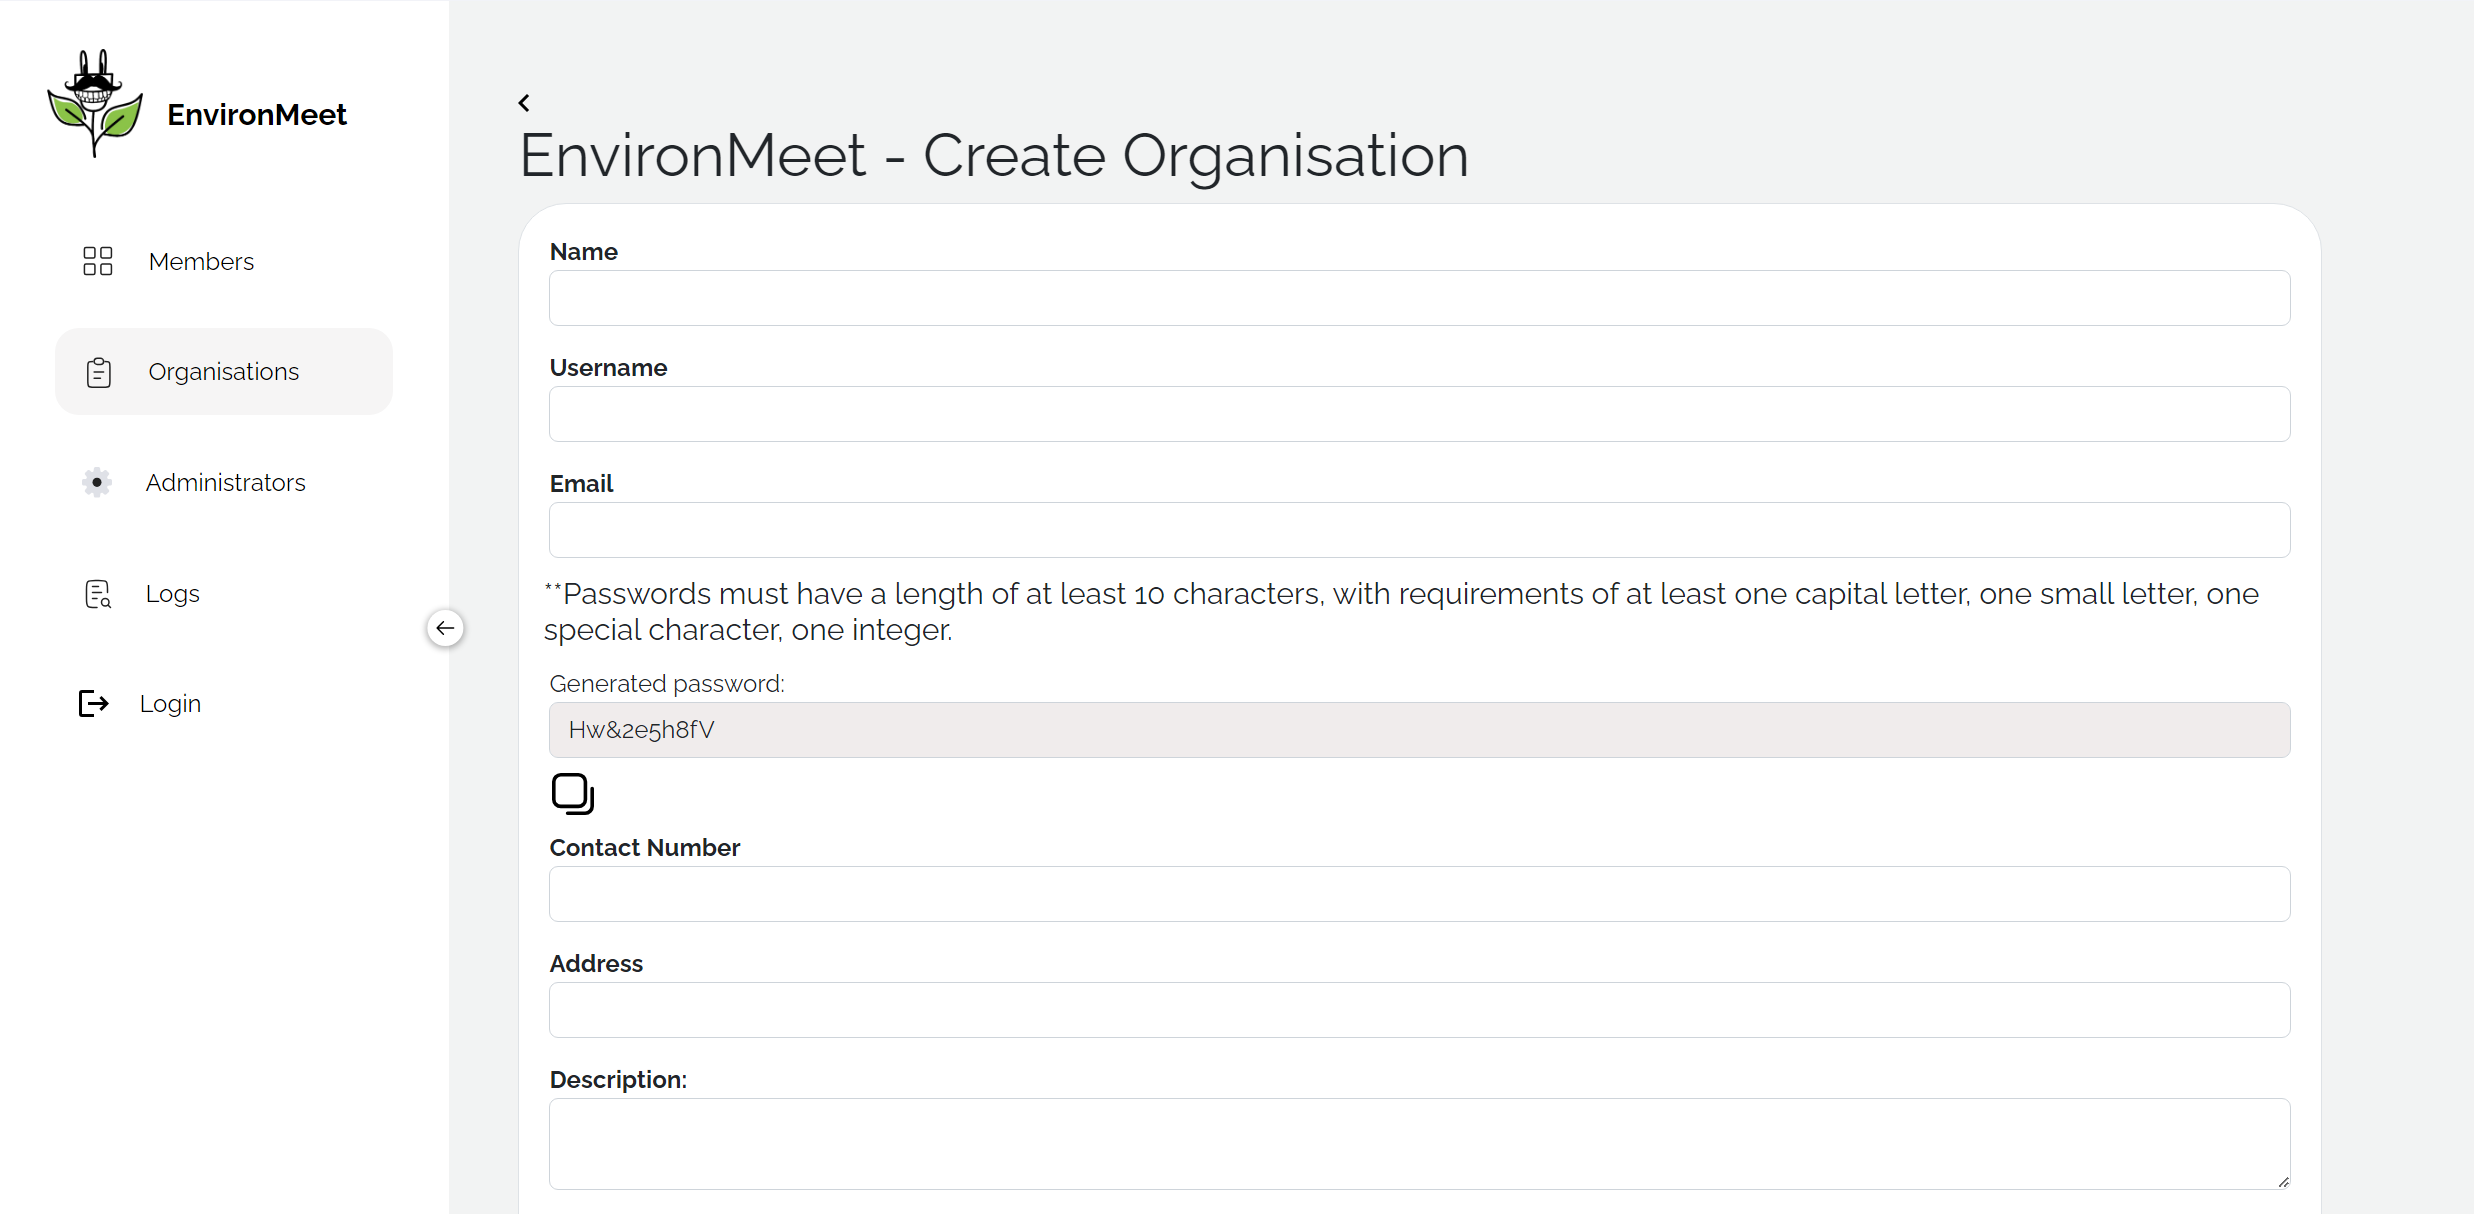 EnvironMeet
Members
Organisations
Administrators
Logs
Login
EnvironMeet - Create Organisation
Name
Username
Email
**Passwords must have a length of at least 10 characters, with requirements of at least one capital letter, one small letter, one
special character, one integer.
Generated password:
Hw&2e5h8fV
Contact Number
Address
Description: